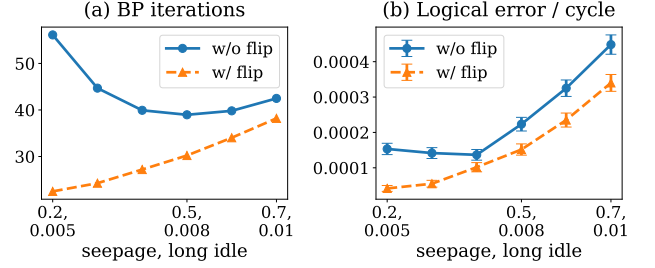 (a) BP iterations
w/o flip
w/ flip
50
40
30
0.2,
0.005
0.5,
0.008
0.7,
0.01
seepage, long idle
(b) Logical error / cycle
w/o flip
w/ flip
0.0004
0.0003
0.0002
0.0001
0.2,
0.005
0.5,
0.008
0.7,
0.01
seepage, long idle